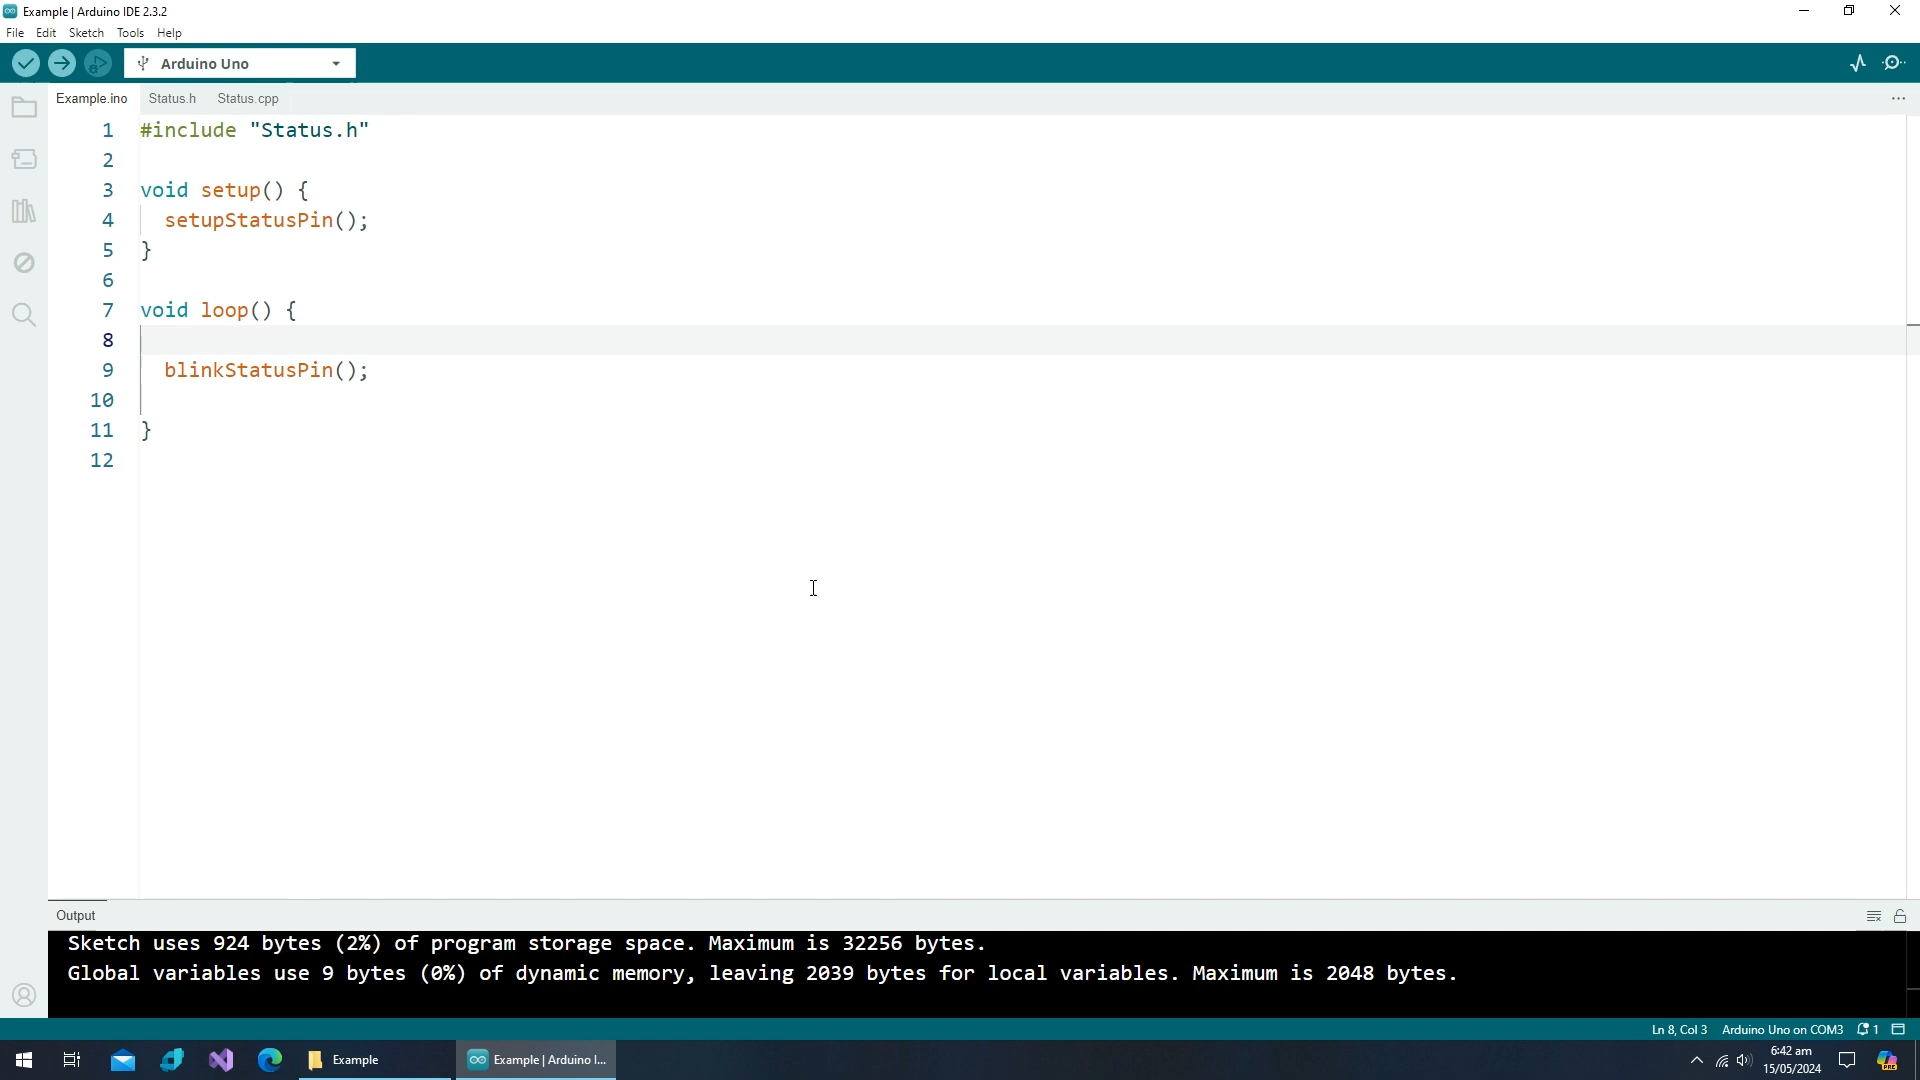 Example | Arduino IDE 2.3.2
File Edit Sketch Tools Help
Arduino Uno
Example.ino Status.h Status.cpp
1 #include "Status.h"
2
3 void setup() {
4 setupStatusPin();
5 }
6
7 void loop() {
8
9 blinkStatusPin();
10
11 }
12
Output
Sketch uses 924 bytes (2%) of program storage space. Maximum is 32256 bytes.
Global variables use 9 bytes (0%) of dynamic memory, leaving 2039 bytes for local variables. Maximum is 2048 bytes.
Ln 8, Col 3 Arduino Uno on COM3 1
Example Example | Arduino I... 6:42 am
15/05/2024
PRE